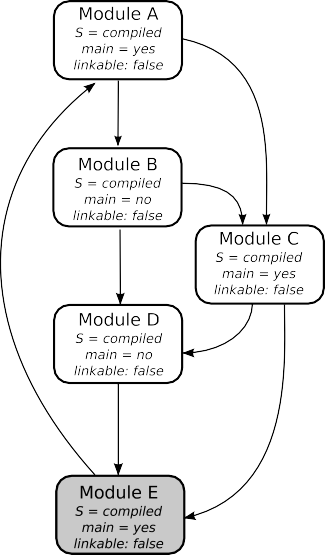 Module A
S = compiled
main = yes
linkable: false
Module B
S = compiled
main = no
linkable: false
Module C
S = compiled
main = yes
linkable: false
Module D
S = compiled
main = no
linkable: false
Module E
S = compiled
main = yes
linkable: false